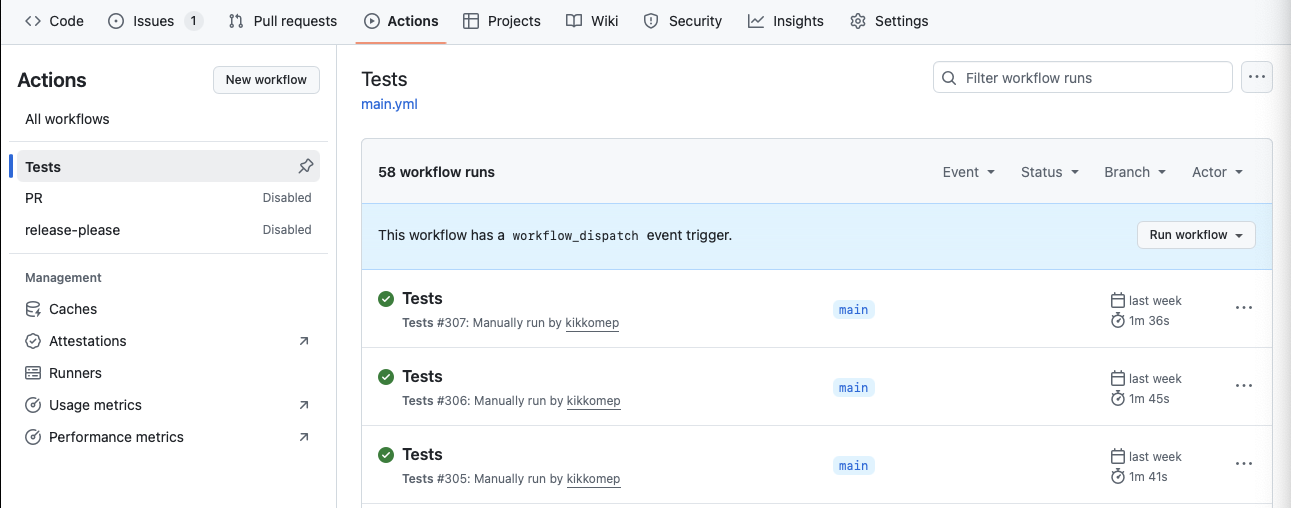 Code Issues 1 Pull requests Actions Projects Wiki Security Insights Settings
Actions
New workflow
All workflows
Tests
PR Disabled
release-please Disabled
Management
Caches
Attestations
Runners
Usage metrics
Performance metrics
Tests
main.yml
Filter workflow runs
58 workflow runs
Event Status Branch Actor
This workflow has a workflow_dispatch event trigger.
Run workflow
Tests
Tests #307: Manually run by kikkomep
main
last week
1m 36s
Tests
Tests #306: Manually run by kikkomep
main
last week
1m 45s
Tests
Tests #305: Manually run by kikkomep
main
last week
1m 41s